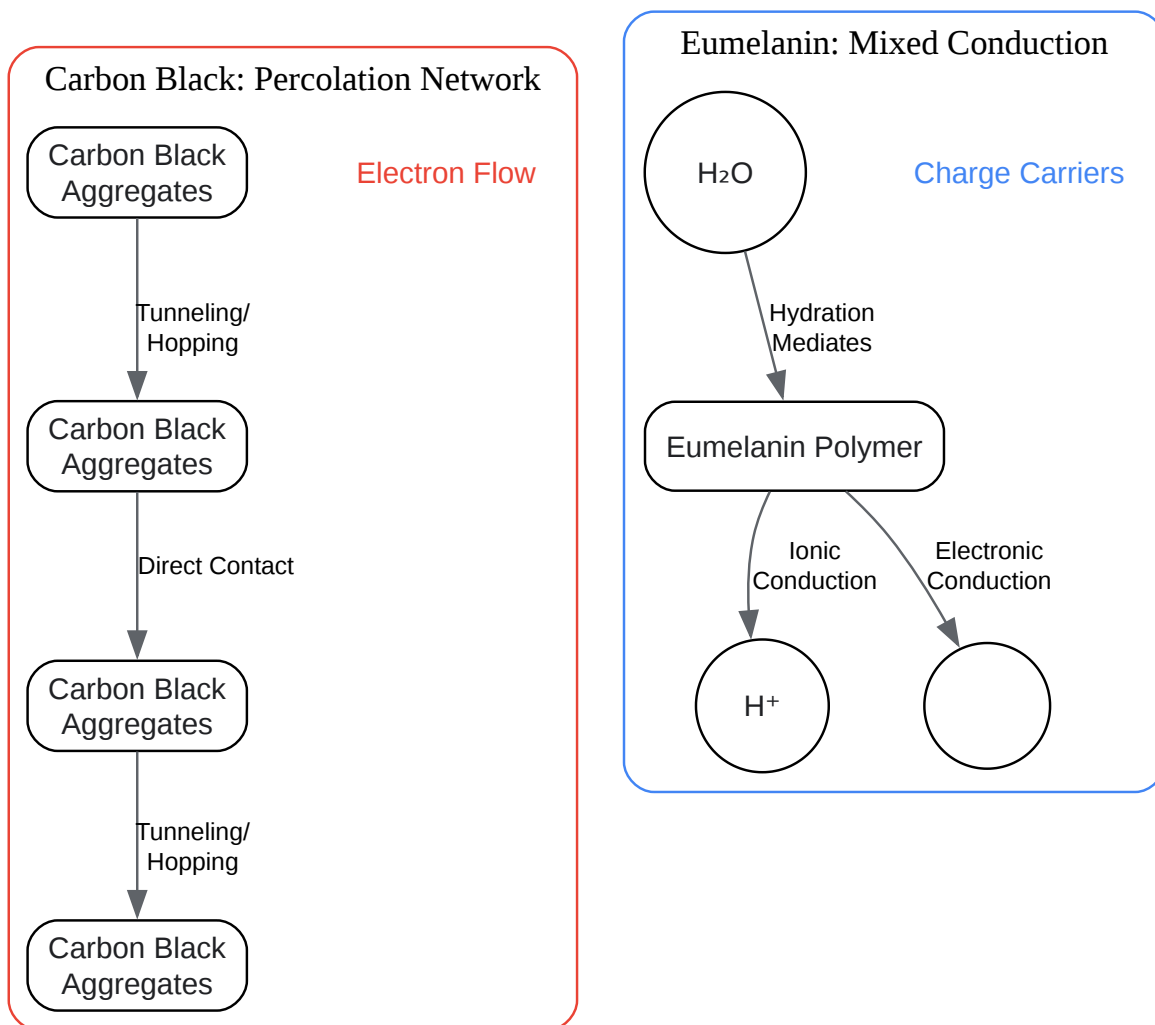 Carbon Black: Percolation Network
Carbon Black
Aggregates
Electron Flow
Tunneling/
Hopping
Carbon Black
Aggregates
Direct Contact
Carbon Black
Aggregates
Tunneling/
Hopping
Carbon Black
Aggregates
Eumelanin: Mixed Conduction
H₂O
Charge Carriers
Hydration
Mediates
Eumelanin Polymer
Ionic
Conduction
Electronic
Conduction
H⁺